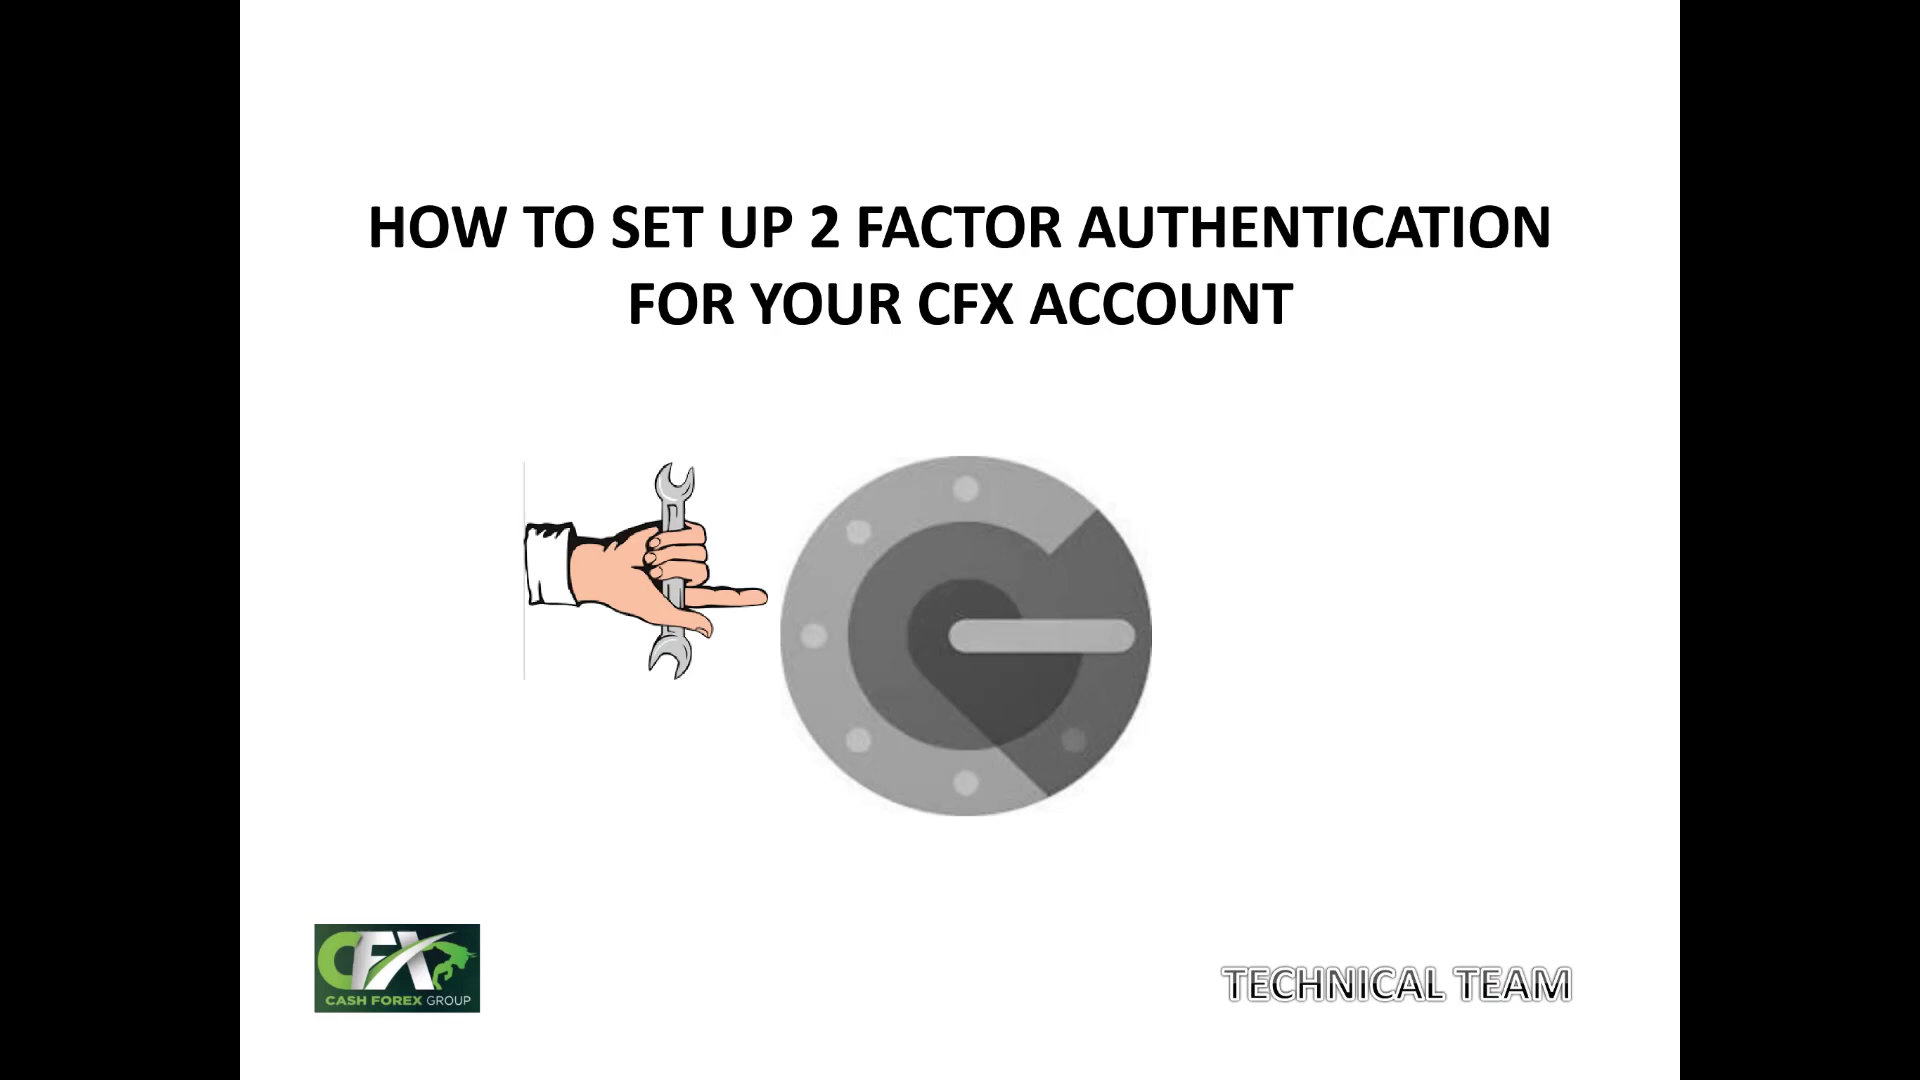 HOW TO SET UP 2 FACTOR AUTHENTICATION
FOR YOUR CFX ACCOUNT
CFX
CASH FOREX GROUP
TECHNICAL TEAM